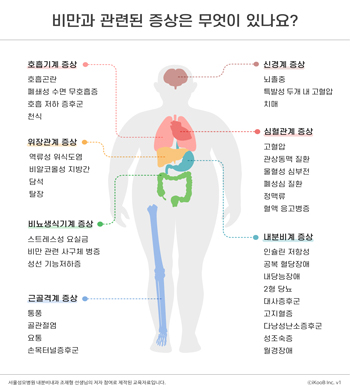 비만과 관련된 증상은 무엇이 있나요?
호흡기계 증상
호흡곤란
폐쇄성 수면 무호흡증
호흡 저하 증후군
천식
위장관계 증상
역류성 위식도염
비알코올성 지방간
담석
탈장
비뇨생식기계 증상
스트레스성 요실금
비만 관련 사구체 병증
성선 기능저하증
근골격계 증상
통풍
골관절염
요통
손목터널증후군
신경계 증상
뇌졸중
특발성 두개 내 고혈압
치매
심혈관계 증상
고혈압
관상동맥 질환
울혈성 심부전
폐성심 질환
정맥류
혈액 응고병증
내분비계 증상
인슐린 저항성
공복 혈당장애
내당능장애
2형 당뇨
대사증후군
고지혈증
다낭성난소증후군
성조숙증
월경장애
서울성모병원 내분비내과 조재형 선생님의 저자 참여로 제작된 교육자료입니다.